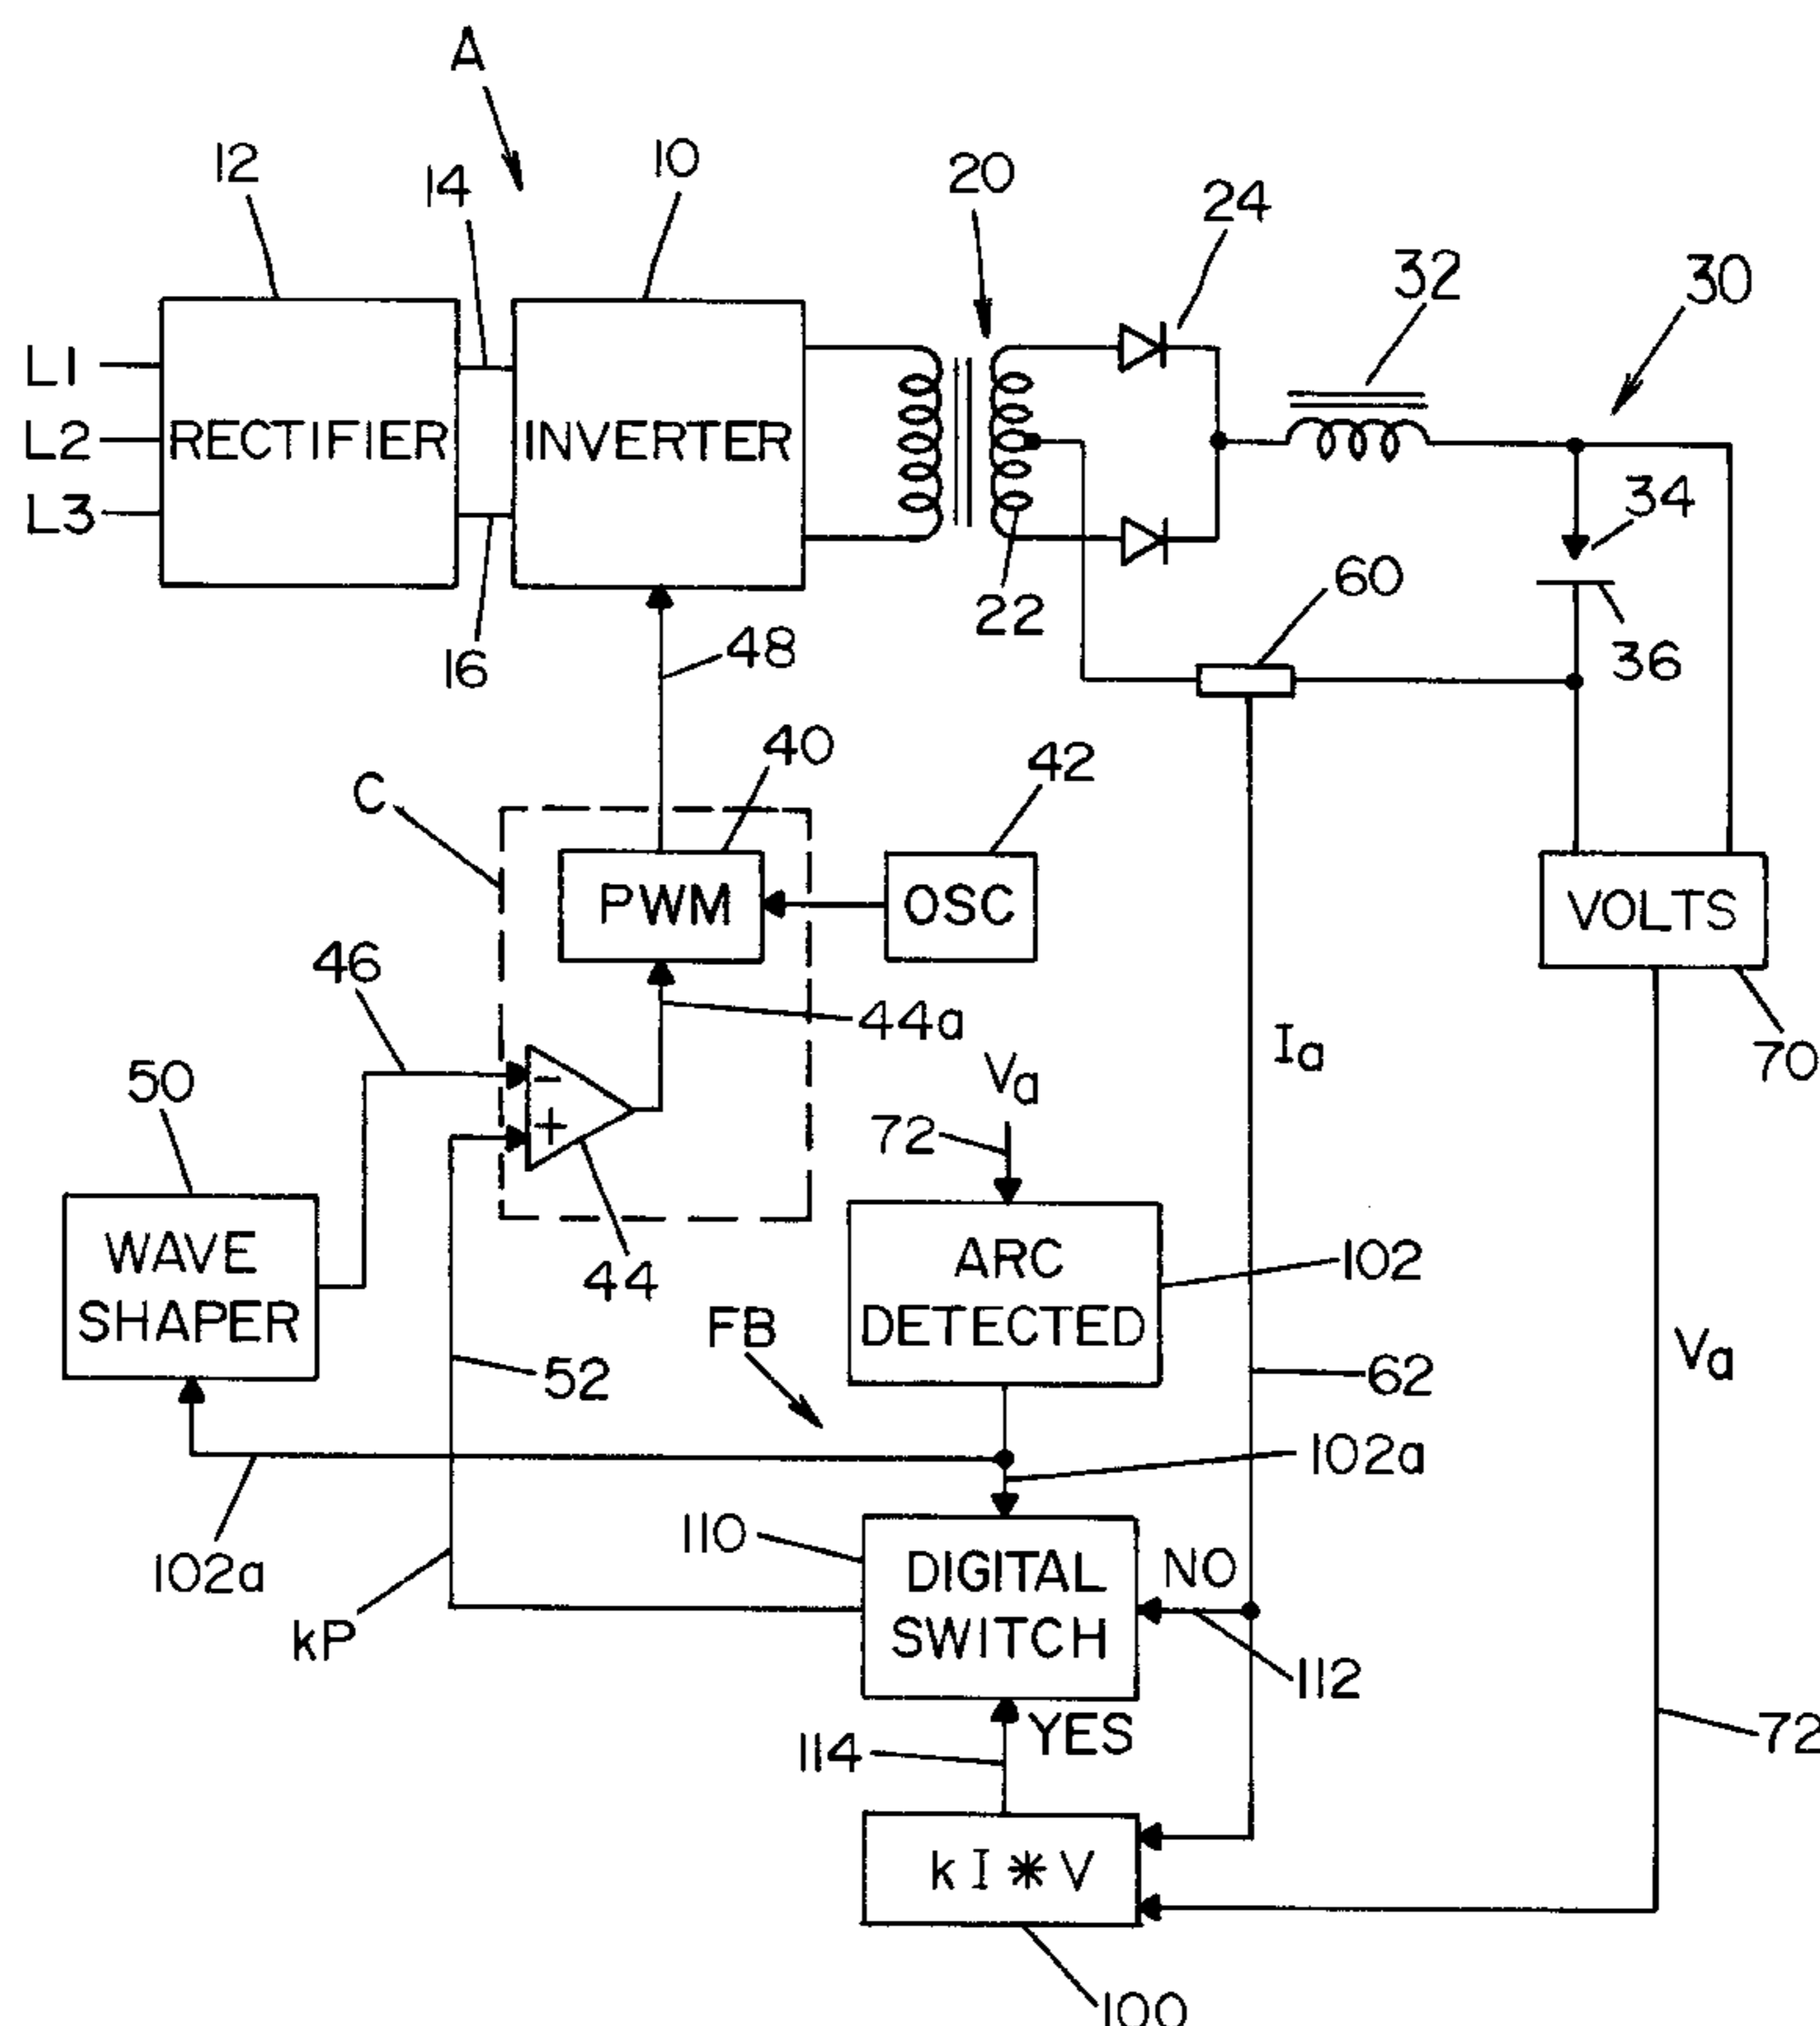 A
12
14
10
20
24
32
30
L1
L2
L3
RECTIFIER
INVERTER
34
60
22
36
16
48
40
42
C
PWM
OSC
VOLTS
46
44a
Ia
70
50
Va
72
-
+
WAVE
SHAPER
44
ARC
DETECTED
102
FB
Va
52
62
102a
102a
110
DIGITAL
SWITCH
NO
kP
112
114
YES
72
kI*V
100